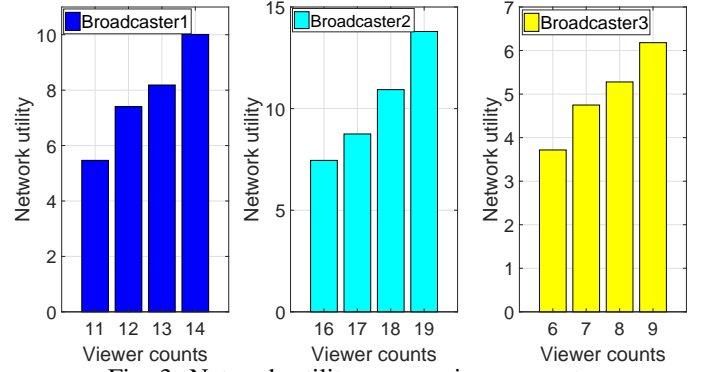 Broadcaster1
Network utility
10
8
6
4
2
0
11 12 13 14
Viewer counts
Broadcaster2
Network utility
15
10
5
0
16 17 18 19
Viewer counts
Broadcaster3
Network utility
7
6
5
4
3
2
1
0
6 7 8 9
Viewer counts